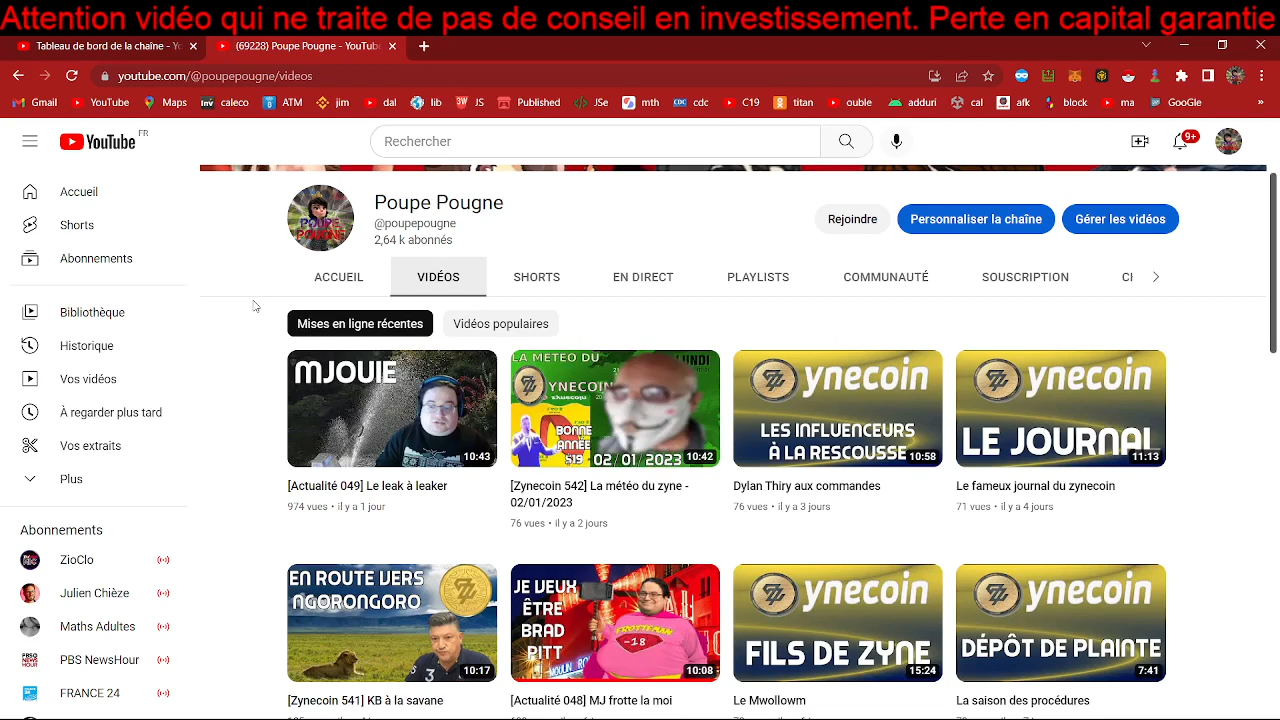 Attention vidéo qui ne traite de pas de conseil en investissement. Perte en capital garantie
Tableau de bord de la chaîne - Yo
(69228) Poupe Pougne - YouTube
youtube.com/@poupepougne/videos
Gmail YouTube Maps caleco ATM jim dal lib JS Published JSe mth cdc C19 titan ouble adduri cal afk block ma GooGle »
YouTube FR
Rechercher
9+
Accueil
Shorts
Abonnements
Bibliothèque
Historique
Vos vidéos
À regarder plus tard
Vos extraits
Plus
Abonnements
ZioClo
Julien Chièze
Maths Adultes
PBS NewsHour
FRANCE 24
POUPE
POUGNE
Poupe Pougne
@poupepougne
2,64 k abonnés
Rejoindre
Personnaliser la chaîne
Gérer les vidéos
ACCUEIL VIDÉOS SHORTS EN DIRECT PLAYLISTS COMMUNAUTÉ SOUSCRIPTION
Mises en ligne récentes
Vidéos populaires
MJOUIE
10:43
[Actualité 049] Le leak à leaker
974 vues • il y a 1 jour
LA METEO DU LUNDI
YNECOIN
BONNE
ANNÉE
02/01/2023
10:42
[Zynecoin 542] La météo du zyne -
02/01/2023
76 vues • il y a 2 jours
ynecoin
LES INFLUENCEURS
À LA RESCOUSSE
10:58
Dylan Thiry aux commandes
76 vues • il y a 3 jours
ynecoin
LE JOURNAL
11:13
Le fameux journal du zynecoin
71 vues • il y a 4 jours
EN ROUTE VERS
NGORONGORO
10:17
[Zynecoin 541] KB à la savane
JE VEUX
ÊTRE
BRAD
PITT
FROTTEMAN
-18
10:08
[Actualité 048] MJ frotte la moi
ynecoin
FILS DE ZYNE
15:24
Le Mwollowm
ynecoin
DÉPÔT DE PLAINTE
7:41
La saison des procédures